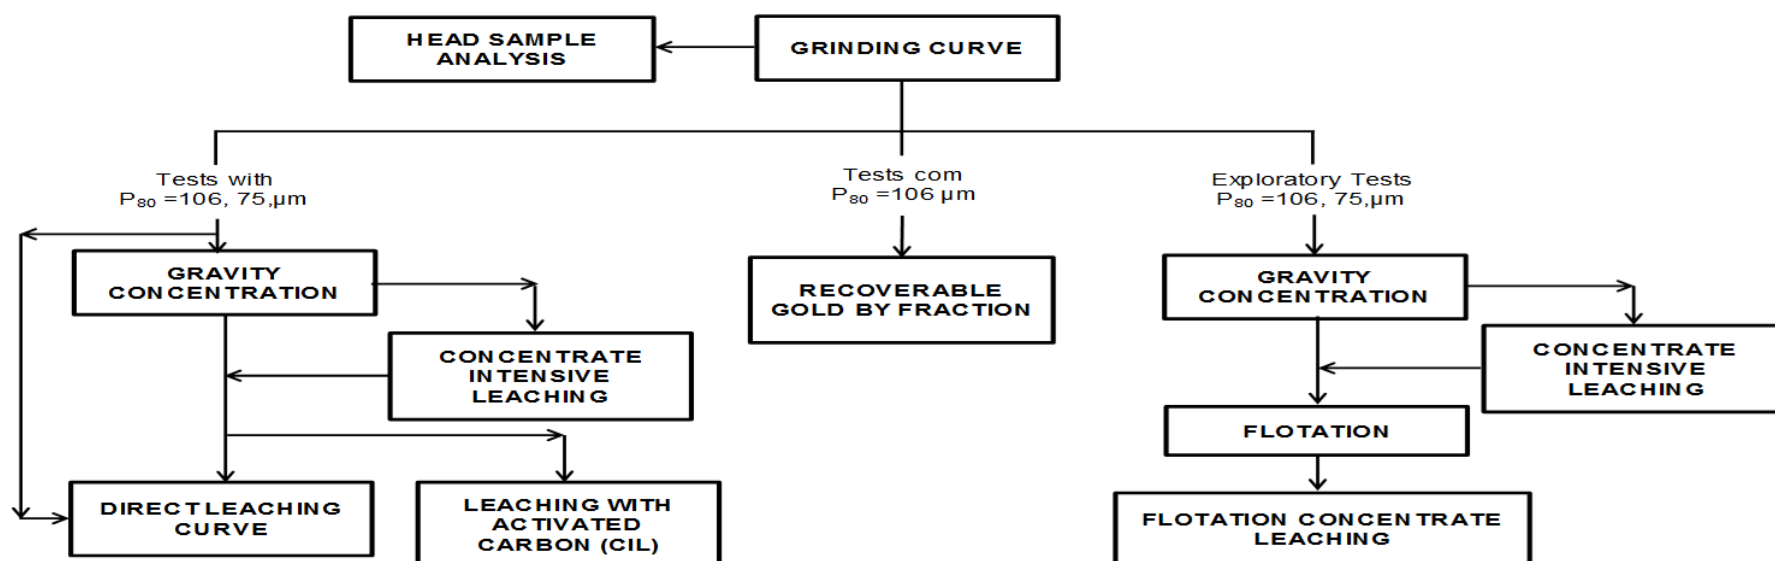 HEAD SAMPLE
ANALYSIS
GRINDING CURVE
Tests with
P₈₀ =106, 75,µm
Tests com
P₈₀ =106 µm
Exploratory Tests
P₈₀ =106, 75,µm
GRAVITY
CONCENTRATION
RECOVERABLE
GOLD BY FRACTION
GRAVITY
CONCENTRATION
CONCENTRATE
INTENSIVE
LEACHING
CONCENTRATE
INTENSIVE
LEACHING
FLOTATION
DIRECT LEACHING
CURVE
LEACHING WITH
ACTIVATED
CARBON (CIL)
FLOTATION CONCENTRATE
LEACHING